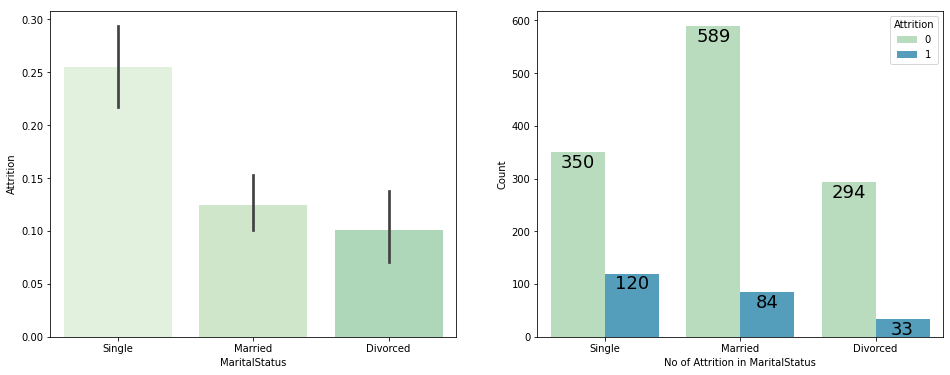 0.30
0.25
0.20
0.15
0.10
0.05
0.00
Attrition
Single Married Divorced
MaritalStatus
600
500
400
300
200
100
0
Count
Attrition
0
1
350 120 589 84 294 33
Single Married Divorced
No of Attrition in MaritalStatus